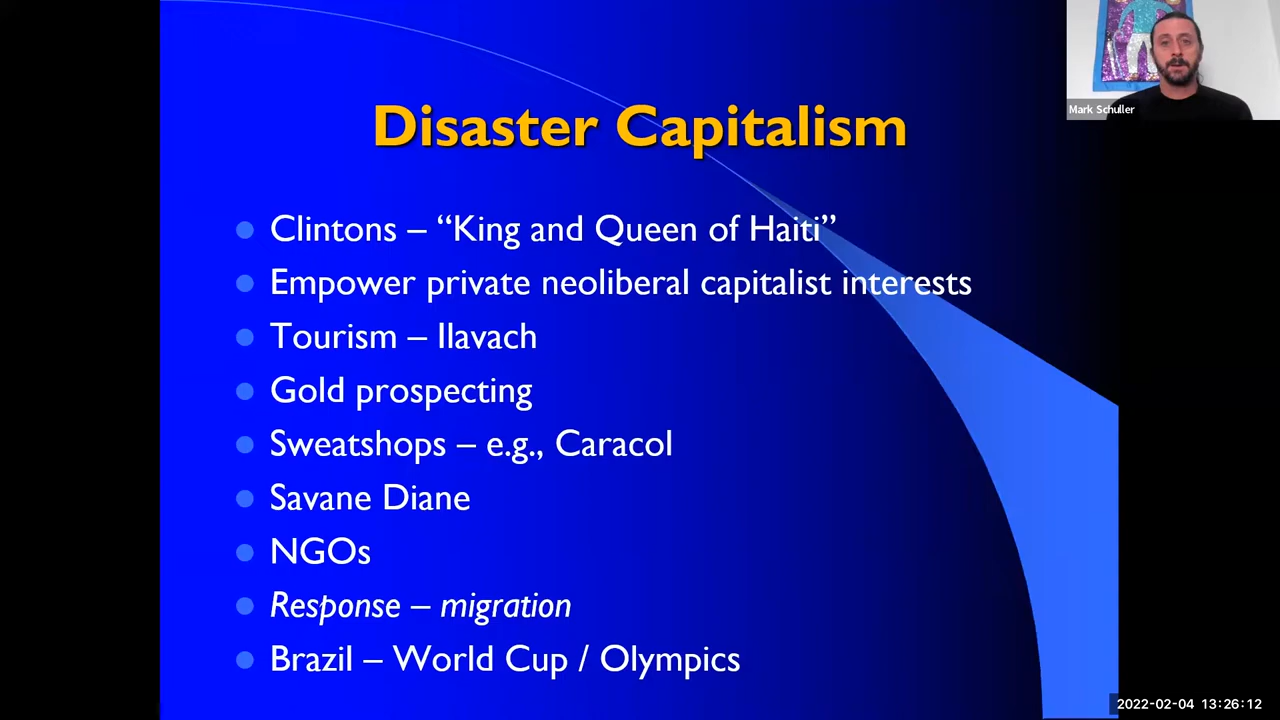 Disaster Capitalism
Mark Schuller
Clintons – “King and Queen of Haiti”
Empower private neoliberal capitalist interests
Tourism – Ilavach
Gold prospecting
Sweatshops – e.g., Caracol
Savane Diane
NGOs
Response – migration
Brazil – World Cup / Olympics
2022-02-04 13:26:12